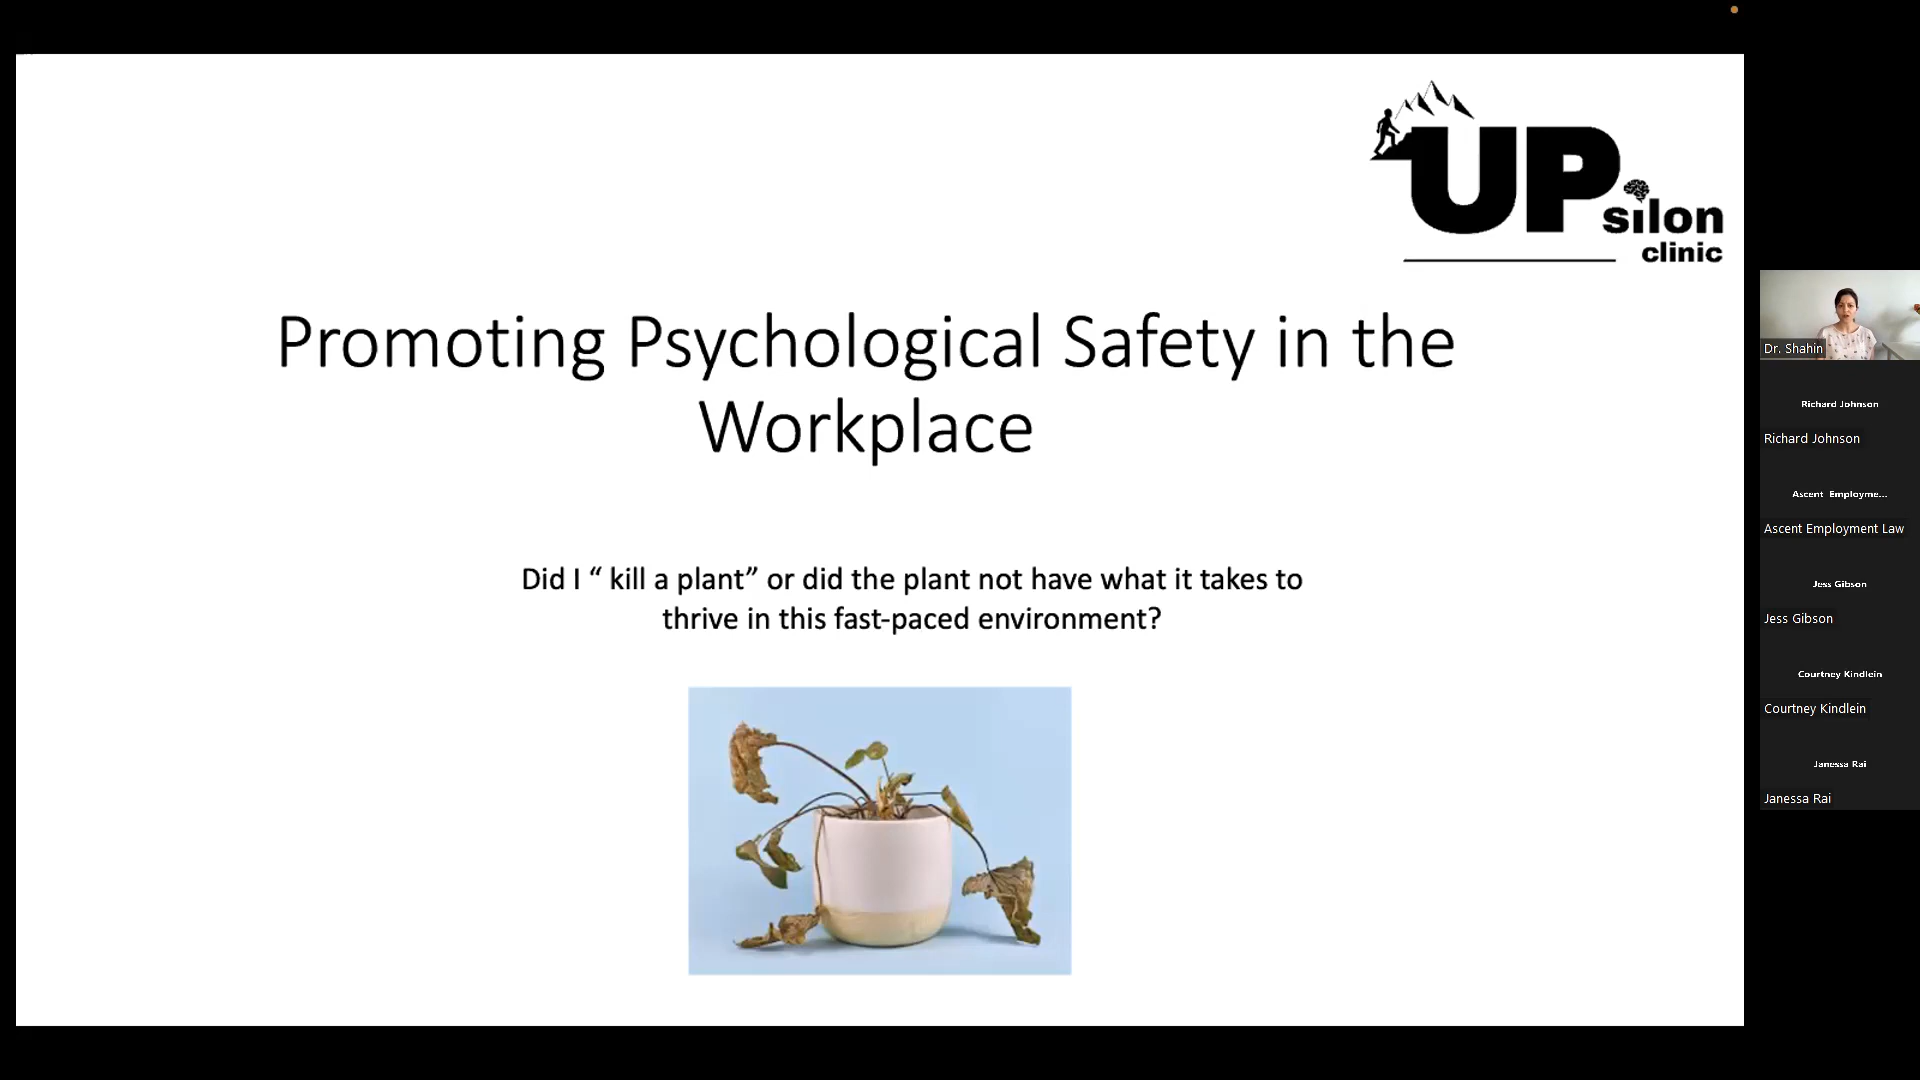 UPsilon
clinic
Promoting Psychological Safety in the
Workplace
Did I “ kill a plant” or did the plant not have what it takes to
thrive in this fast-paced environment?
Dr. Shahin
Richard Johnson
Richard Johnson
Ascent Employme...
Ascent Employment Law
Jess Gibson
Jess Gibson
Courtney Kindlein
Courtney Kindlein
Janessa Rai
Janessa Rai